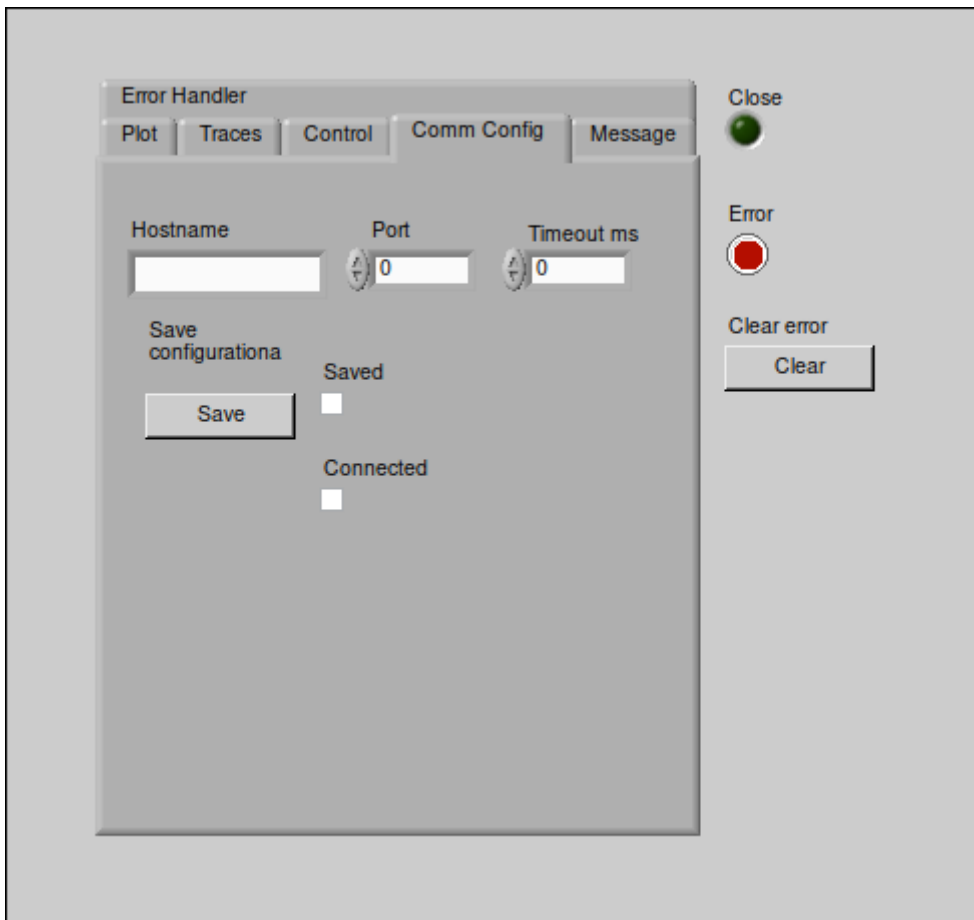 Error Handler
Plot Traces Control Comm Config Message
Hostname Port Timeout ms
0 0
Save
configurationa
Saved
Save
Connected
Close
Error
Clear error
Clear